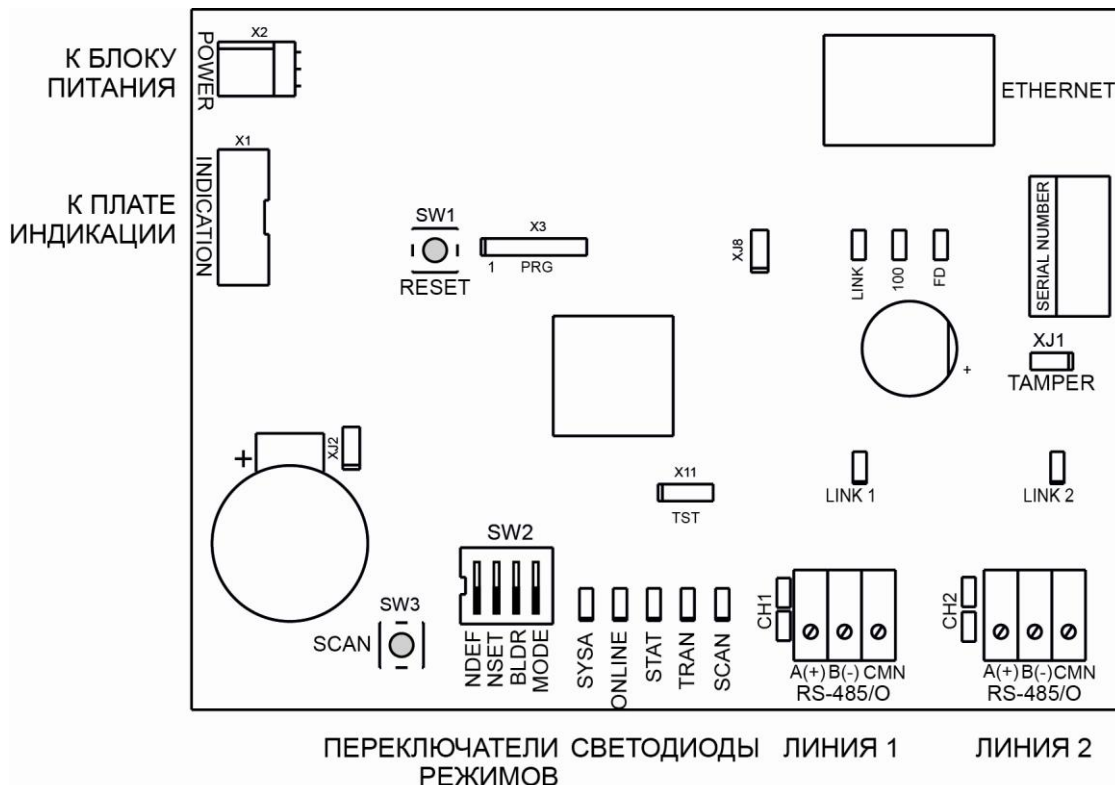 К БЛОКУ
ПИТАНИЯ
POWER
X2
ETHERNET
К ПЛАТЕ
ИНДИКАЦИИ
INDICATION
X1
SW1
RESET
X3
1 PRG
XJ8
LINK
100
FD
SERIAL NUMBER
+
XJ1
TAMPER
+
XJ2
X11
TST
LINK 1
LINK 2
SW3
SCAN
SW2
NDEF
NSET
BLDR
MODE
SYSA
ONLINE
STAT
TRAN
SCAN
CH1
A(+) B(-) CMN
RS-485/O
CH2
A(+) B(-) CMN
RS-485/O
ПЕРЕКЛЮЧАТЕЛИ
РЕЖИМОВ
СВЕТОДИОДЫ
ЛИНИЯ 1
ЛИНИЯ 2